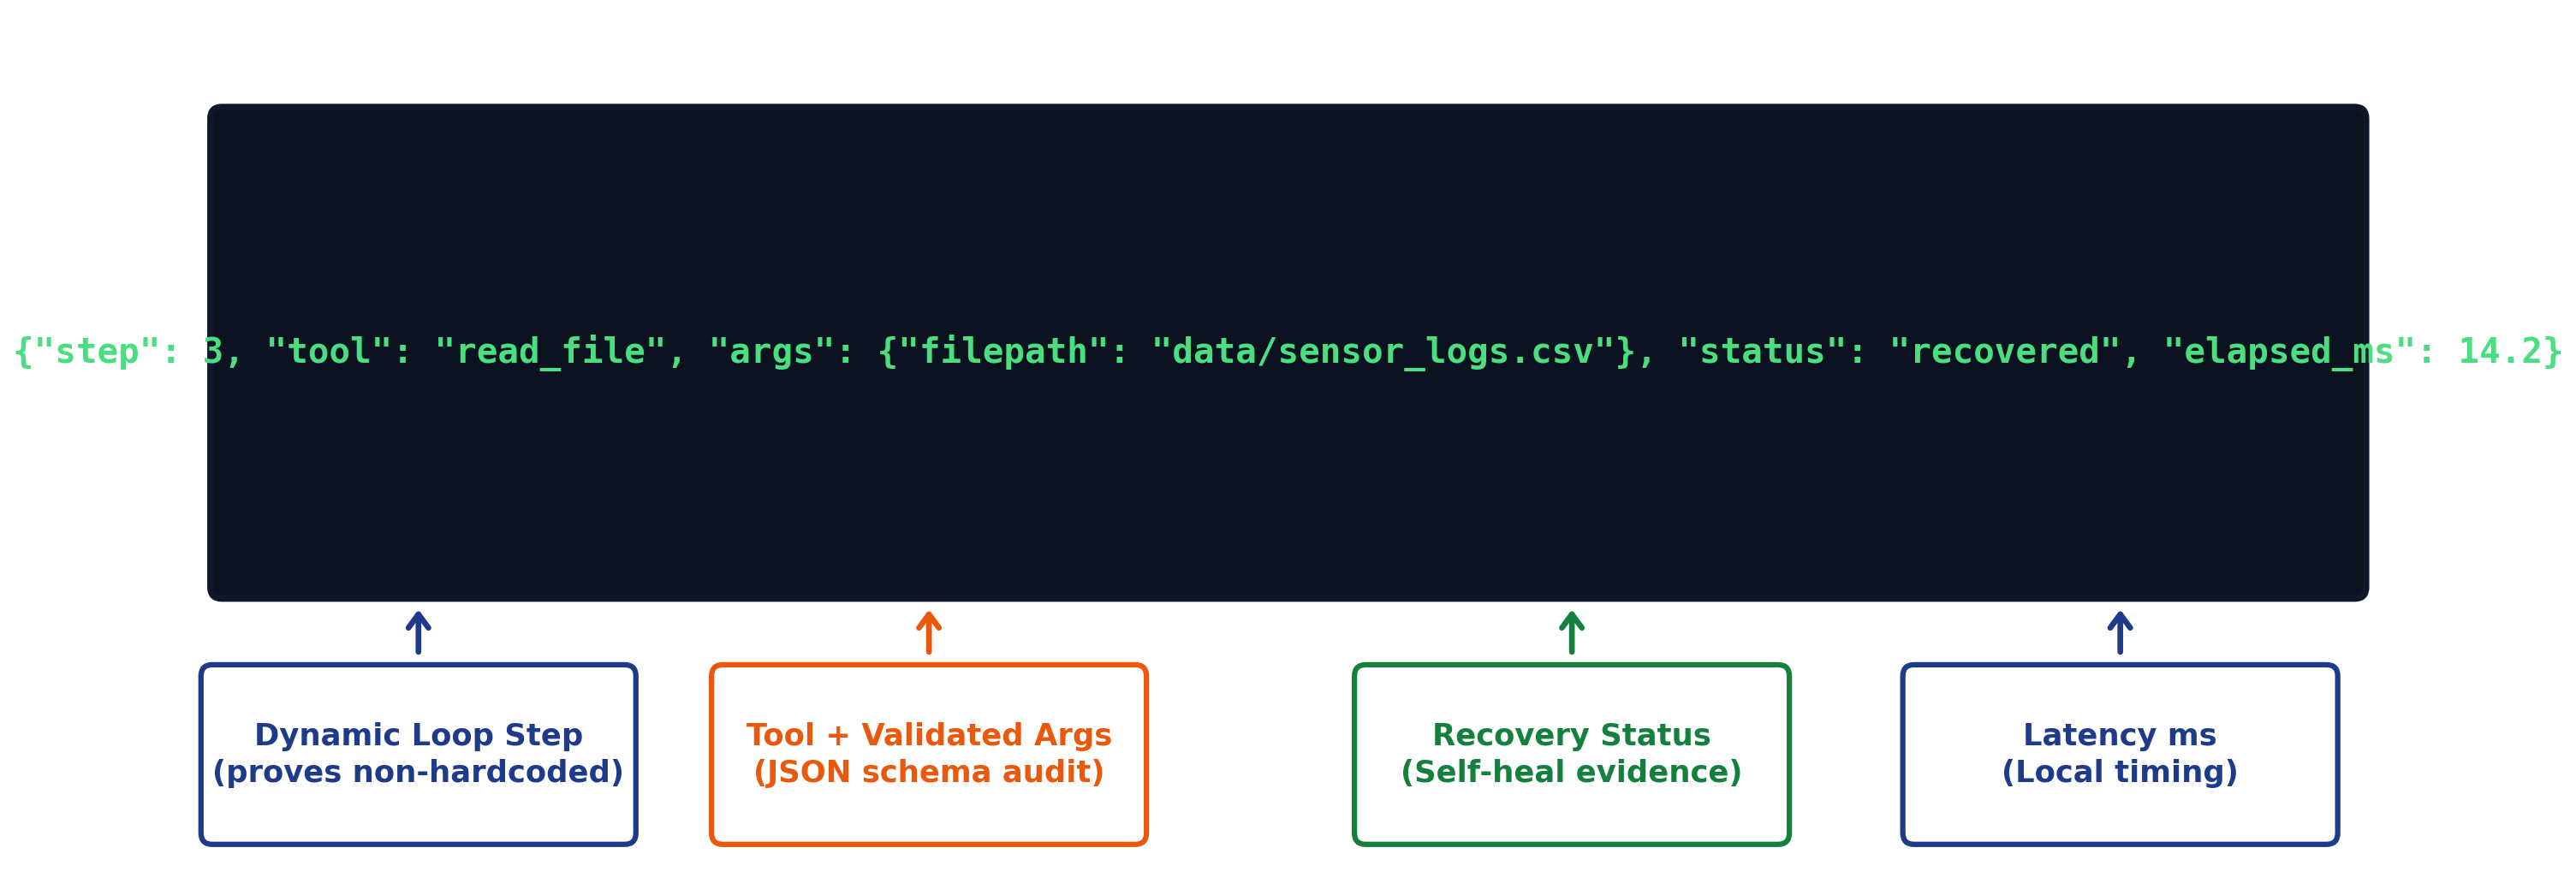 {"step": 3, "tool": "read_file", "args": {"filepath": "data/sensor_logs.csv"}, "status": "recovered", "elapsed_ms": 14.2}
Dynamic Loop Step
(proves non-hardcoded)
Tool + Validated Args
(JSON schema audit)
Recovery Status
(Self-heal evidence)
Latency ms
(Local timing)